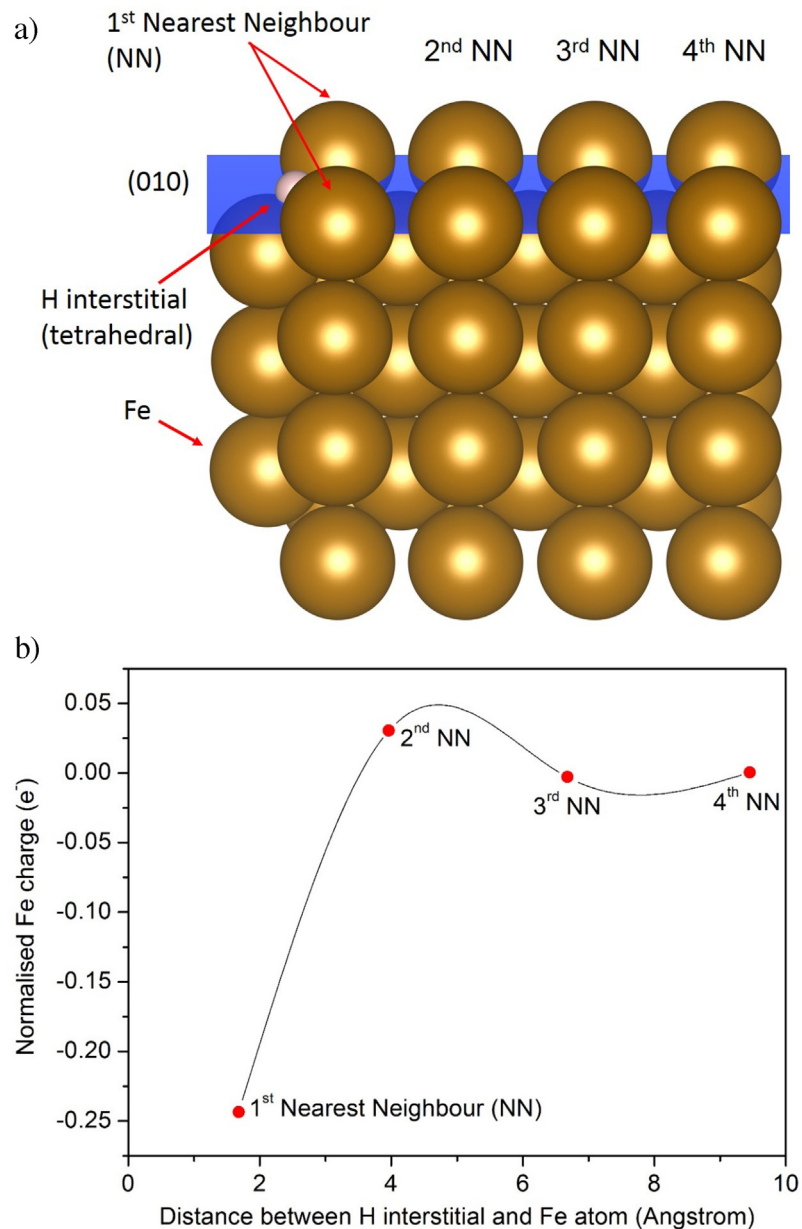 a)
1st Nearest Neighbour
(NN)
2nd NN
3rd NN
4th NN
(010)
H interstitial
(tetrahedral)
Fe
b)
0.05
0.00
-0.05
-0.10
-0.15
-0.20
-0.25
Normalised Fe charge (e-)
2nd NN
3rd NN
4th NN
1st Nearest Neighbour (NN)
0 2 4 6 8 10
Distance between H interstitial and Fe atom (Angstrom)